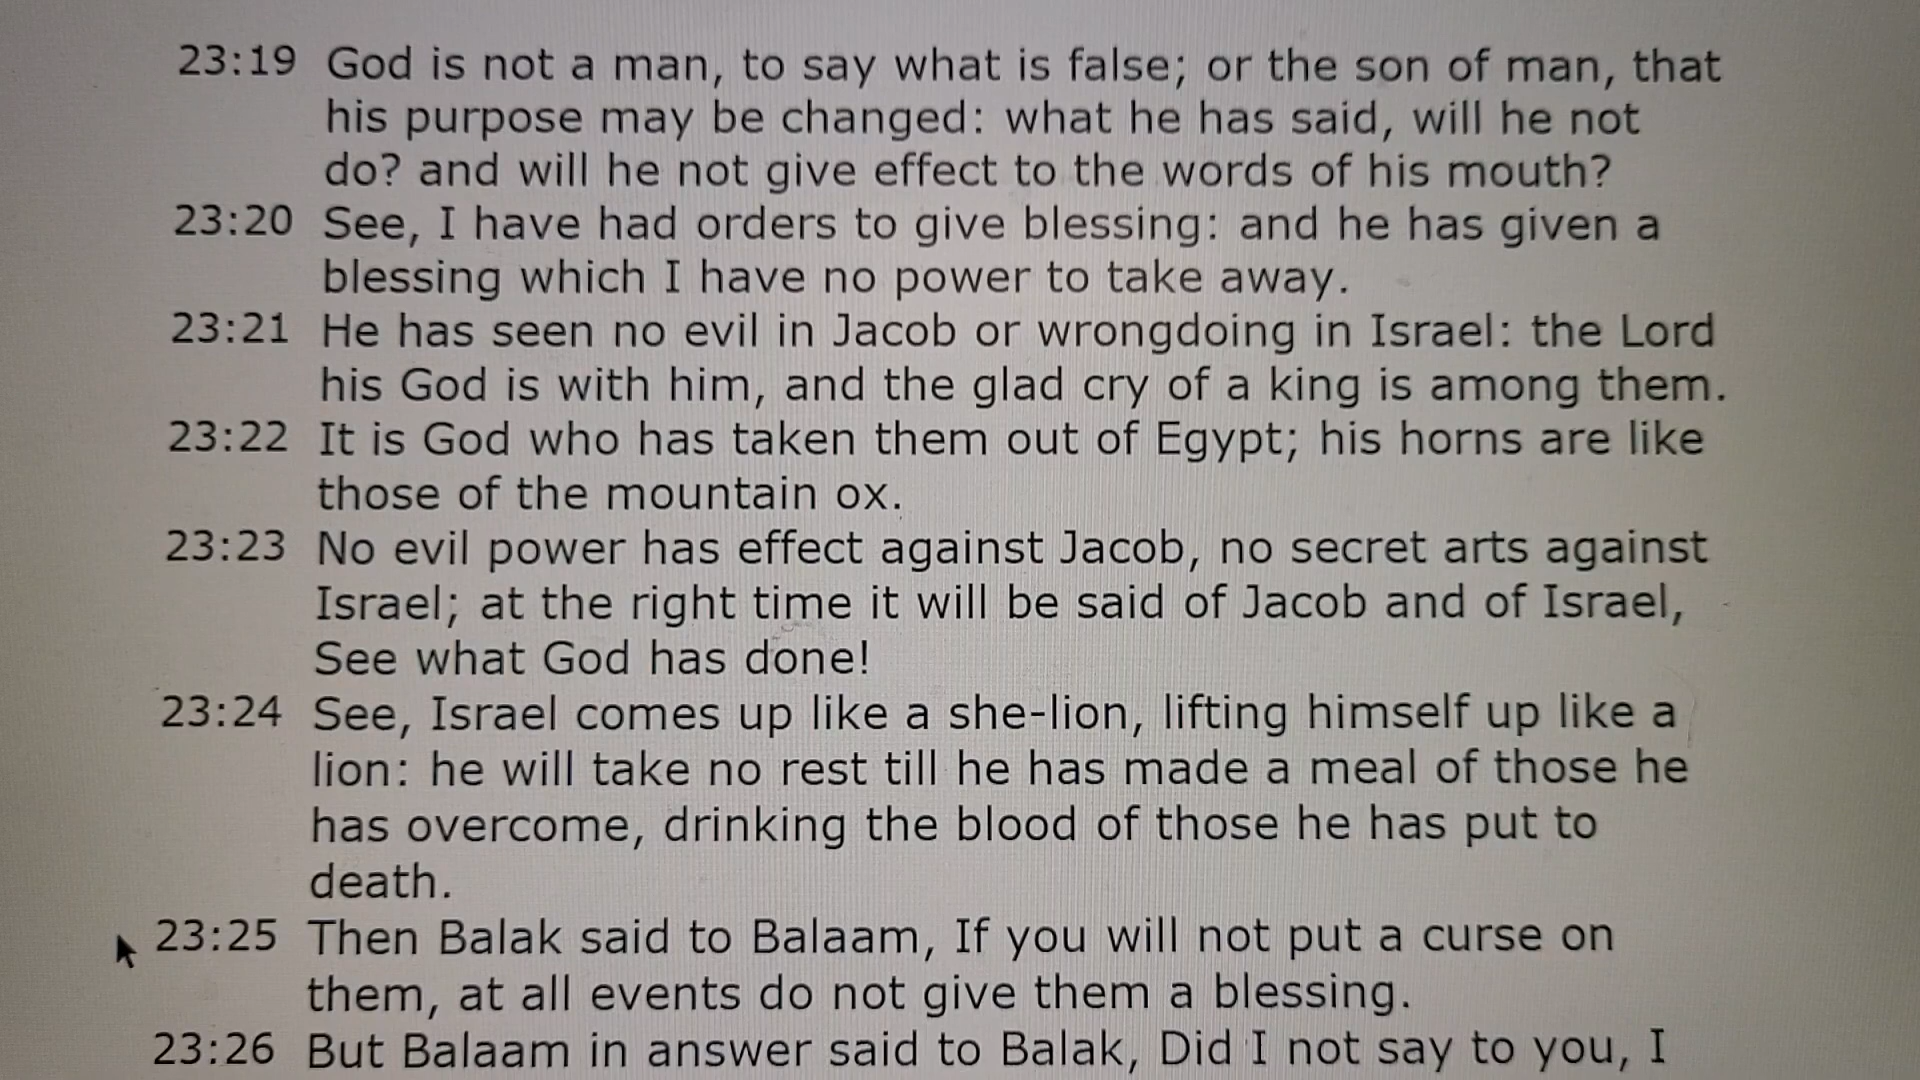 23:19 God is not a man, to say what is false; or the son of man, that
his purpose may be changed: what he has said, will he not
do? and will he not give effect to the words of his mouth?
23:20 See, I have had orders to give blessing: and he has given a
blessing which I have no power to take away.
23:21 He has seen no evil in Jacob or wrongdoing in Israel: the Lord
his God is with him, and the glad cry of a king is among them.
23:22 It is God who has taken them out of Egypt; his horns are like
those of the mountain ox.
23:23 No evil power has effect against Jacob, no secret arts against
Israel; at the right time it will be said of Jacob and of Israel,
See what God has done!
23:24 See, Israel comes up like a she-lion, lifting himself up like a
lion: he will take no rest till he has made a meal of those he
has overcome, drinking the blood of those he has put to
death.
23:25 Then Balak said to Balaam, If you will not put a curse on
them, at all events do not give them a blessing.
23:26 But Balaam in answer said to Balak, Did I not say to you, I